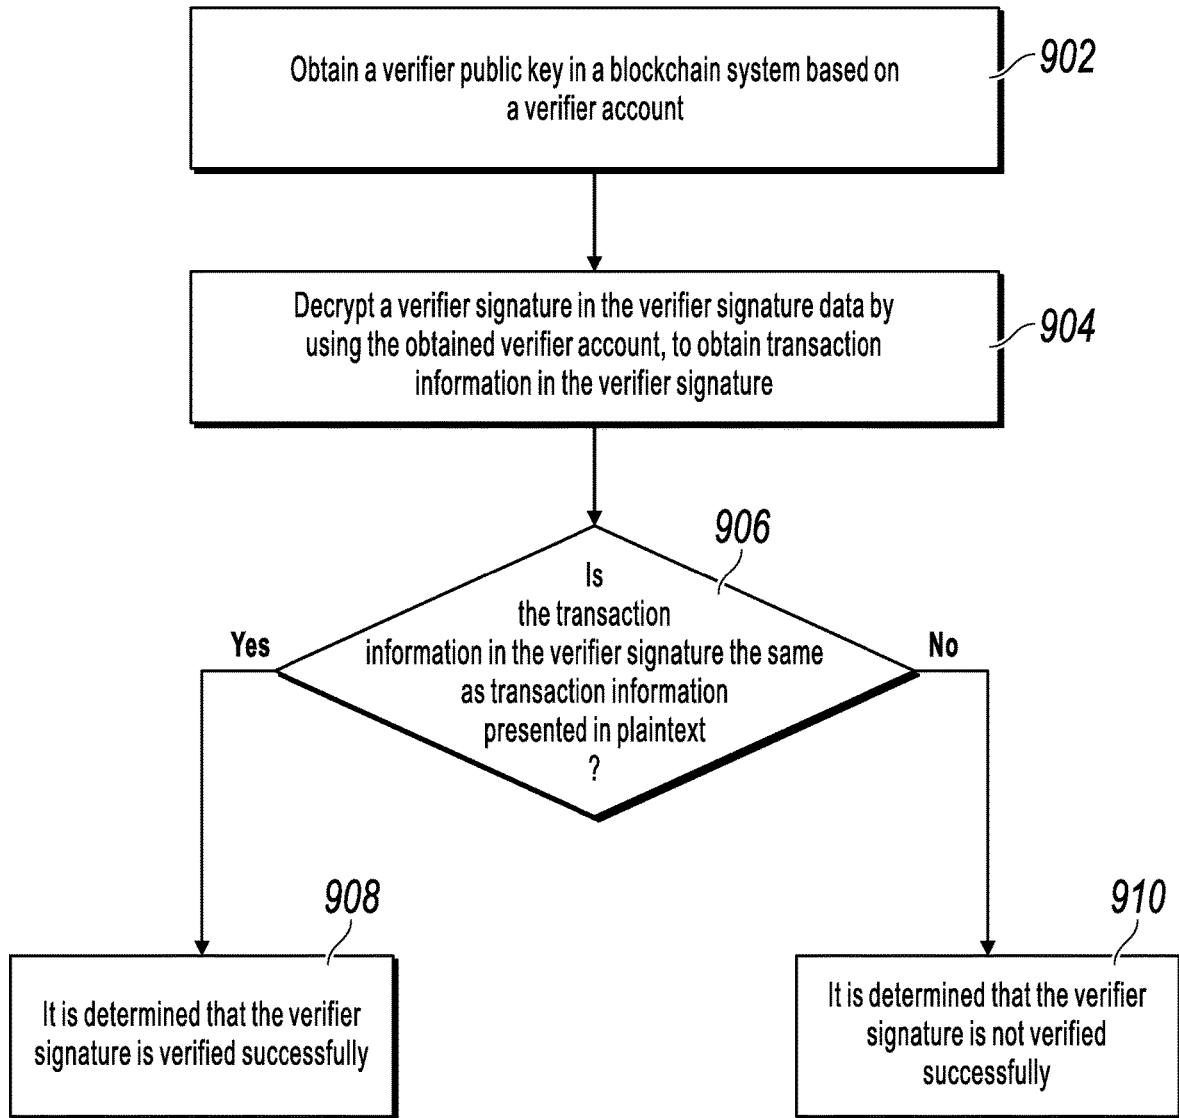 Obtain a verifier public key in a blockchain system based on
a verifier account
902
Decrypt a verifier signature in the verifier signature data by
using the obtained verifier account, to obtain transaction
information in the verifier signature
904
906
Is
the transaction
information in the verifier signature the same
as transaction information
presented in plaintext
?
Yes
No
908
It is determined that the verifier
signature is verified successfully
910
It is determined that the verifier
signature is not verified
successfully